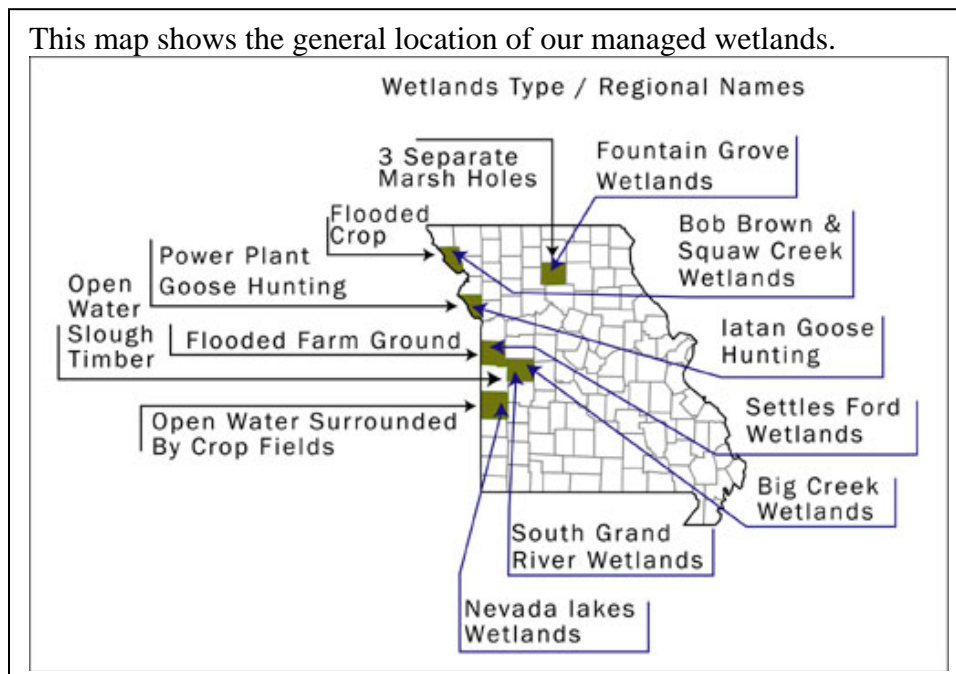 This map shows the general location of our managed wetlands.
Wetlands Type / Regional Names
3 Separate
Marsh Holes
Fountain Grove
Wetlands
Flooded
Crop
Bob Brown &
Squaw Creek
Wetlands
Power Plant
Goose Hunting
Open
Water
Slough
Timber
Iatan Goose
Hunting
Flooded Farm Ground
Settles Ford
Wetlands
Open Water Surrounded
By Crop Fields
Big Creek
Wetlands
South Grand
River Wetlands
Nevada lakes
Wetlands